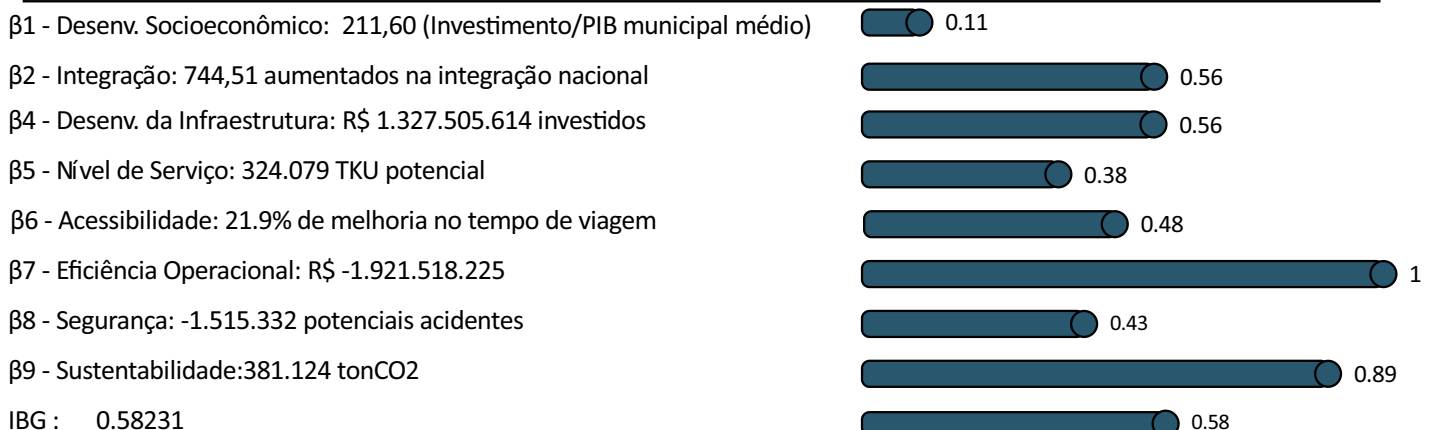 β1 - Desenv. Socioeconômico: 211,60 (Investimento/PIB municipal médio) 0.11
β2 - Integração: 744,51 aumentados na integração nacional 0.56
β4 - Desenv. da Infraestrutura: R$ 1.327.505.614 investidos 0.56
β5 - Nível de Serviço: 324.079 TKU potencial 0.38
β6 - Acessibilidade: 21.9% de melhoria no tempo de viagem 0.48
β7 - Eficiência Operacional: R$ -1.921.518.225 1
β8 - Segurança: -1.515.332 potenciais acidentes 0.43
β9 - Sustentabilidade:381.124 tonCO2 0.89
IBG : 0.58231 0.58